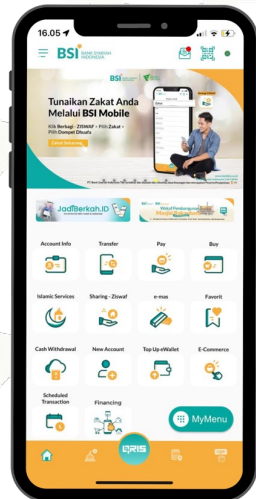 16.05
BSI BANK SYARIAH
INDONESIA
BSI
Tunaikan Zakat Anda
Melalui BSI Mobile
Klik Berbagi - ZISWAF - Pilih Zakat -
Pilih Dompet Dhuafa
JadiBerkah.ID
Account Info
Transfer
Pay
Buy
Islamic Services
Sharing - Ziswaf
e-mas
Favorit
Cash Withdrawal
New Account
Top Up eWallet
E-Commerce
Scheduled
Transaction
Financing
MyMenu
QRIS